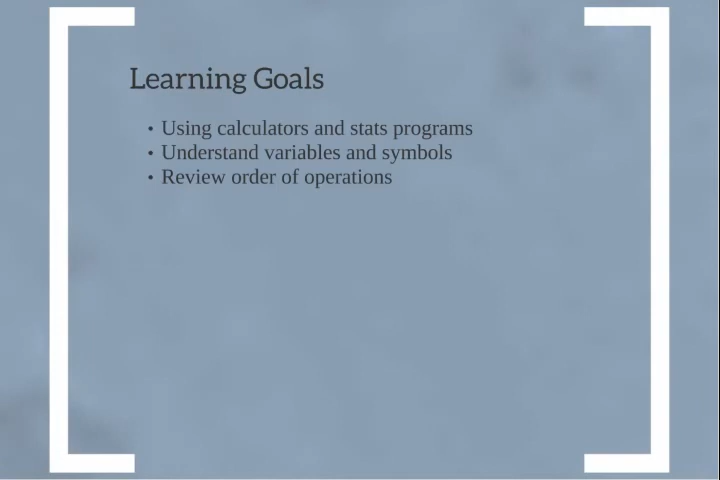 Learning Goals
• Using calculators and stats programs
• Understand variables and symbols
• Review order of operations